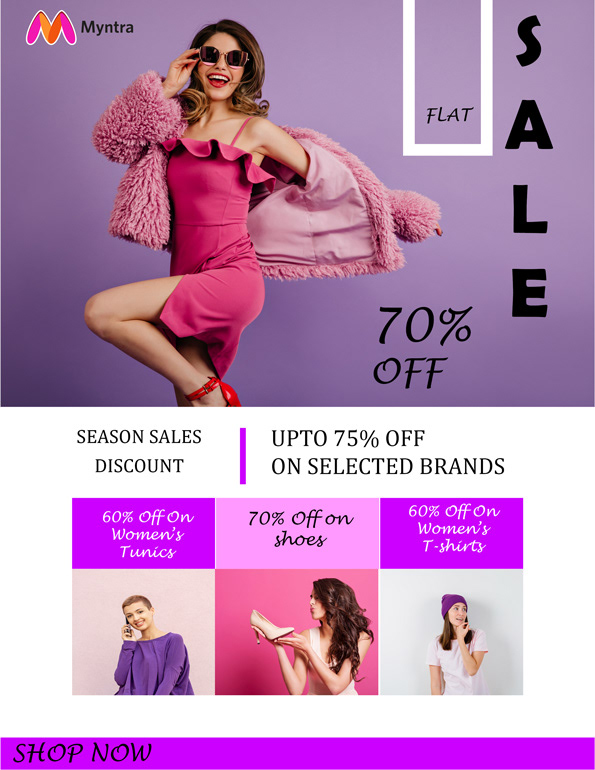 Myntra
SALE
FLAT
70%
OFF
SEASON SALES
DISCOUNT
UPTO 75% OFF
ON SELECTED BRANDS
60% Off On
Women's
Tunics
70% Off on
shoes
60% Off On
Women's
T-shirts
SHOP NOW